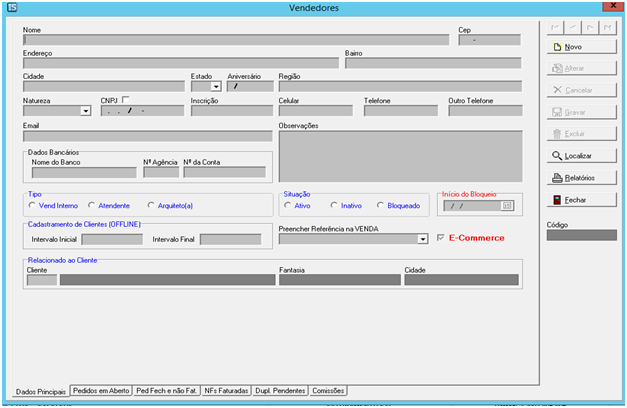 Vendedores
Nome Cep
-
Endereço Bairro
Cidade Estado Aniversário Região
/
Natureza CNPJ Inscrição Celular Telefone Outro Telefone
. . / -
Email Observações
Dados Bancários
Nome do Banco Nº Agência Nº da Conta
Tipo Situação Início do Bloqueio
Vend Interno Atendente Arquiteto(a) Ativo Inativo Bloqueado / / 15
Cadastramento de Clientes (OFFLINE) Preencher Referência na VENDA
Intervalo Inicial Intervalo Final E-Commerce
Relacionado ao Cliente
Cliente Fantasia Cidade
Dados Principais Pedidos em Aberto Ped Fech e não Fat. NFs Faturadas Dupl. Pendentes Comissões
Novo
Alterar
Cancelar
Gravar
Excluir
Localizar
Relatórios
Fechar
Código